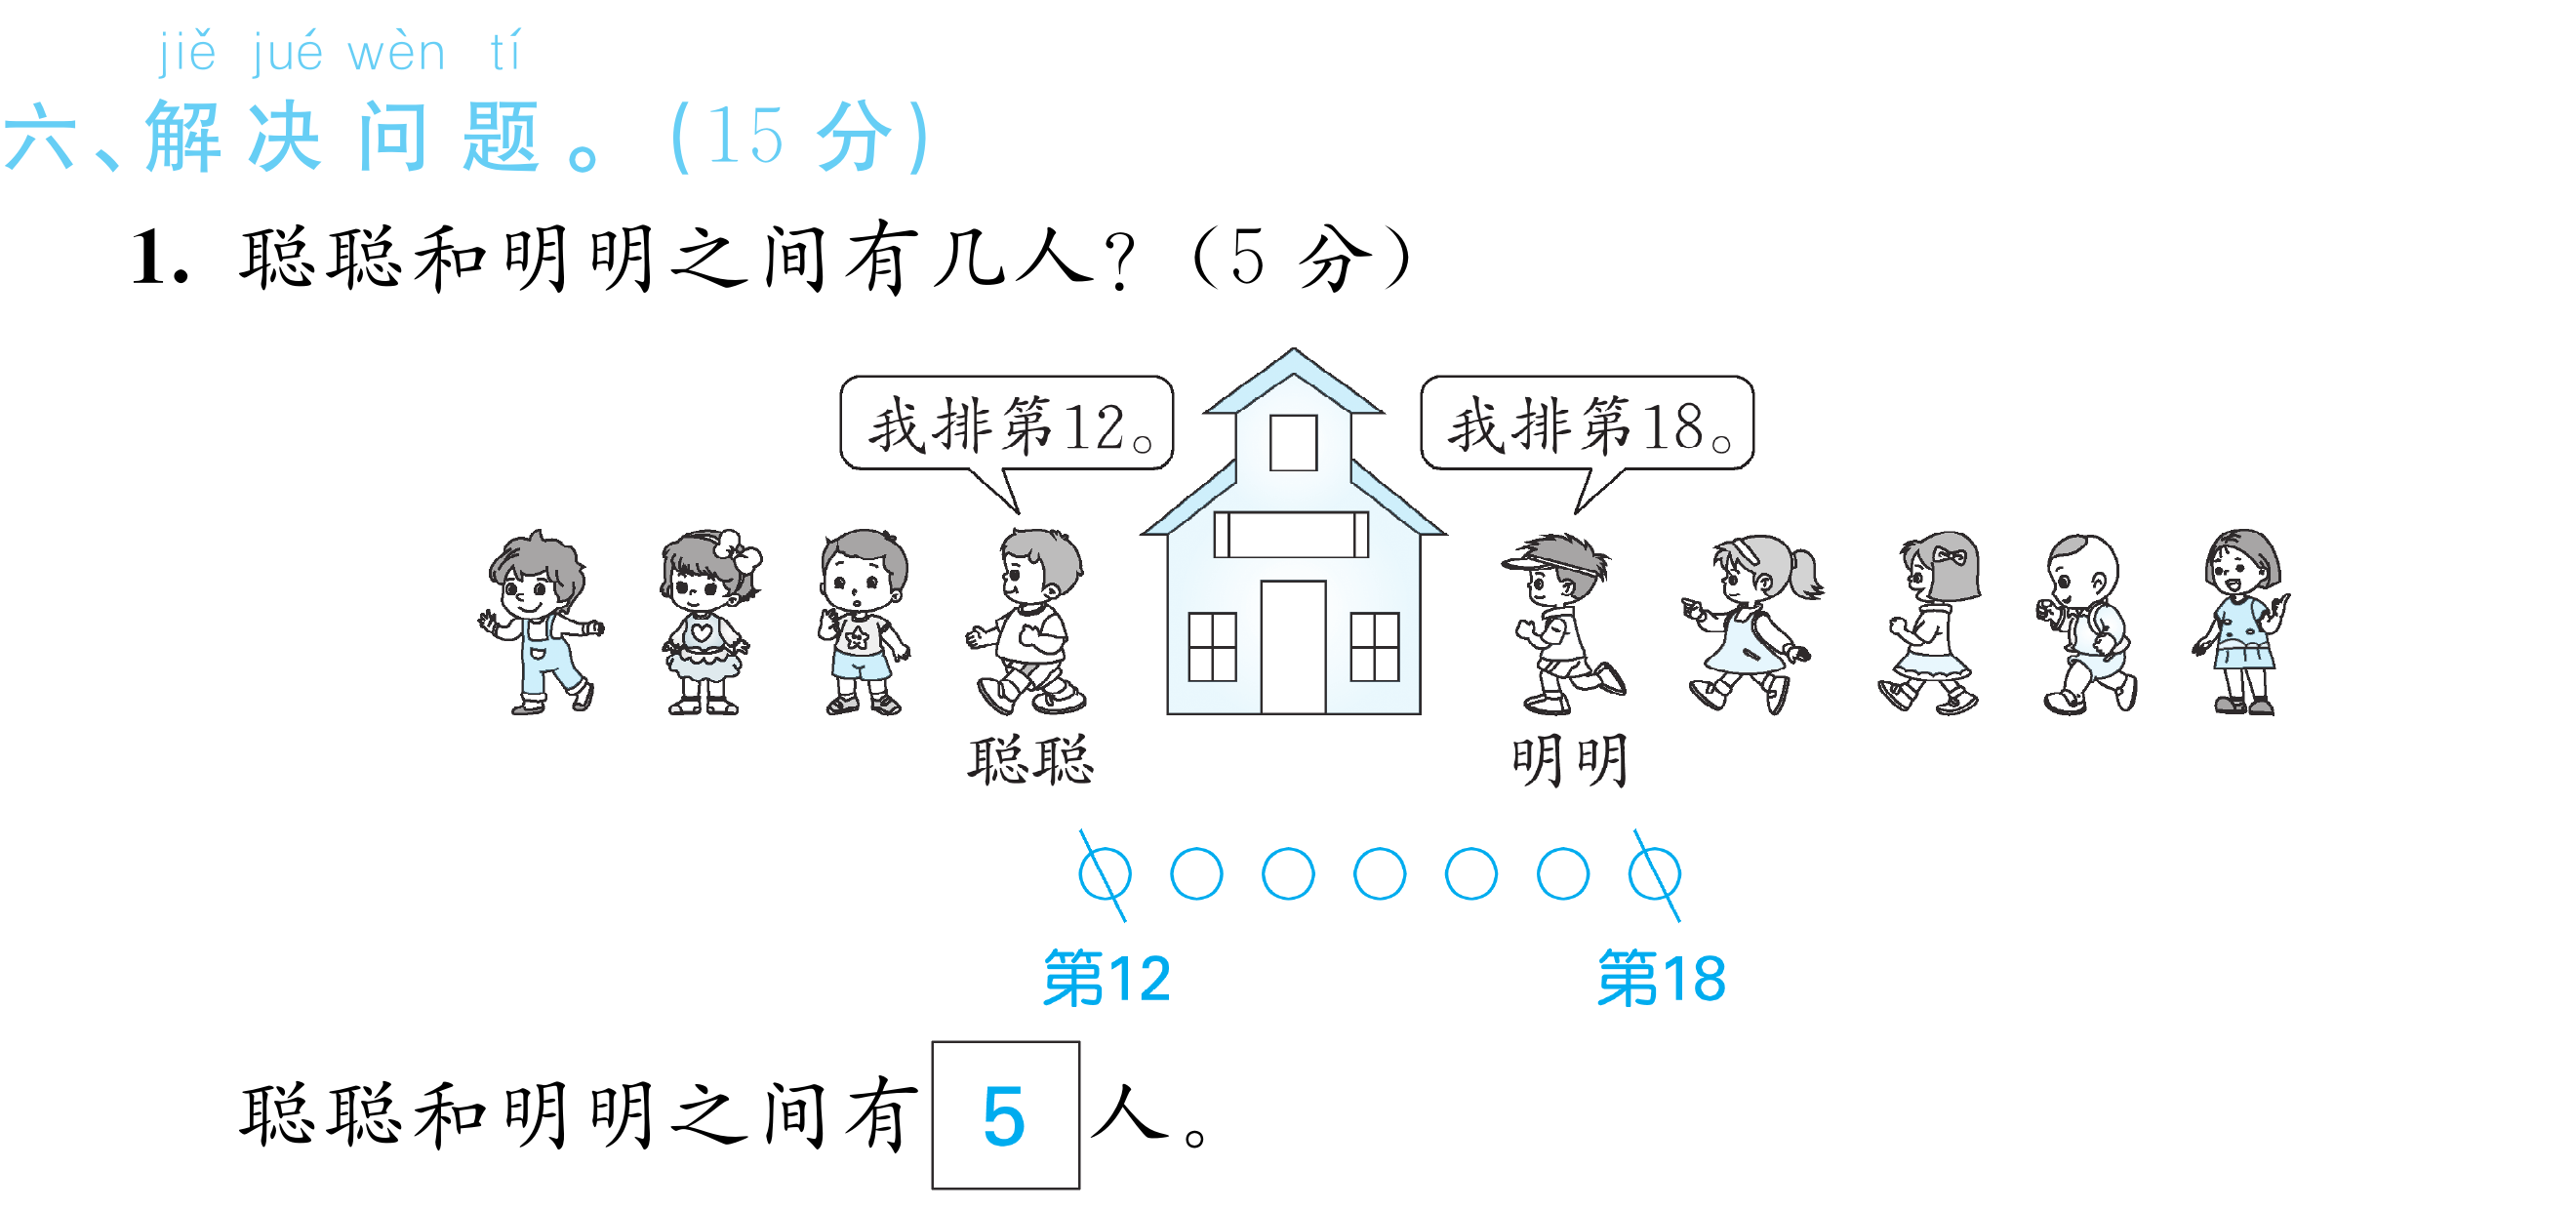 jiě jué wèn tí
六、解决问题。(15 分)
1. 聪聪和明明之间有几人?(5 分)
我排第12。 我排第18。
聪聪 明明
第12 第18
聪聪和明明之间有 5 人。